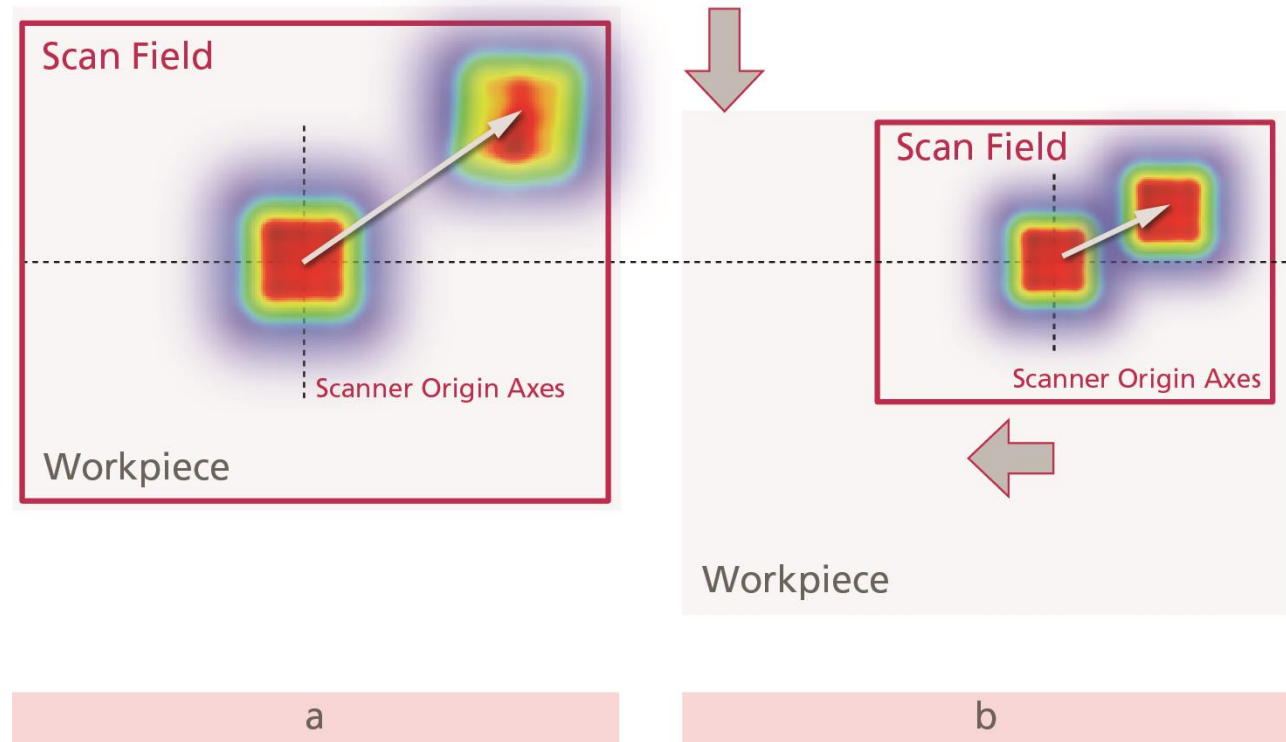 Scan Field
Scanner Origin Axes
Workpiece
a
Scan Field
Scanner Origin Axes
Workpiece
b